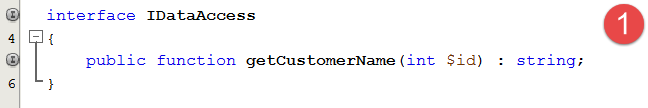 interface IDataAccess
1
4 {
public function getCustomerName(int $id) : string;
6 }